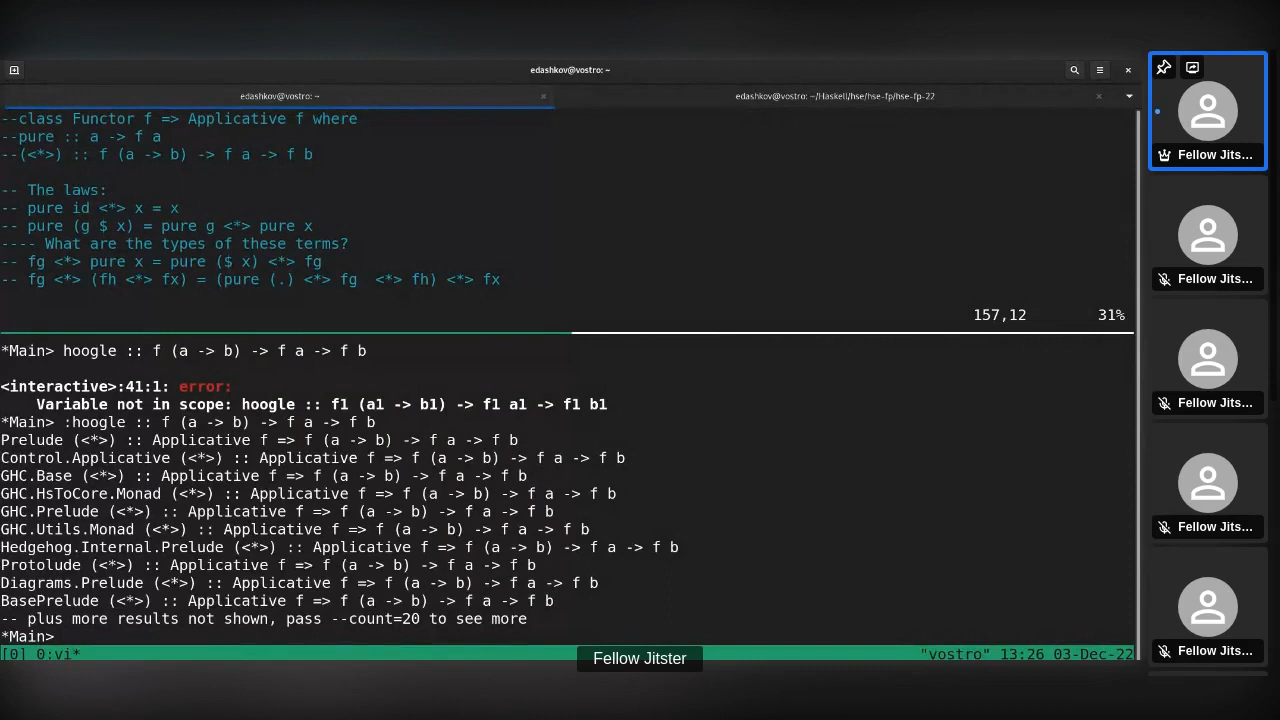 edashkov@vostro: ~
edashkov@vostro: ~
edashkov@vostro: ~/Haskell/hse/hse-fp/hse-fp-22
--class Functor f => Applicative f where
--pure :: a -> f a
--(<*>) :: f (a -> b) -> f a -> f b
-- The laws:
-- pure id <*> x = x
-- pure (g $ x) = pure g <*> pure x
---- What are the types of these terms?
-- fg <*> pure x = pure ($ x) <*> fg
-- fg <*> (fh <*> fx) = (pure (.) <*> fg  <*> fh) <*> fx
157,12 31%
*Main> hoogle :: f (a -> b) -> f a -> f b
<interactive>:41:1: error:
    Variable not in scope: hoogle :: f1 (a1 -> b1) -> f1 a1 -> f1 b1
*Main> :hoogle :: f (a -> b) -> f a -> f b
Prelude (<*>) :: Applicative f => f (a -> b) -> f a -> f b
Control.Applicative (<*>) :: Applicative f => f (a -> b) -> f a -> f b
GHC.Base (<*>) :: Applicative f => f (a -> b) -> f a -> f b
GHC.HsToCore.Monad (<*>) :: Applicative f => f (a -> b) -> f a -> f b
GHC.Prelude (<*>) :: Applicative f => f (a -> b) -> f a -> f b
GHC.Utils.Monad (<*>) :: Applicative f => f (a -> b) -> f a -> f b
Hedgehog.Internal.Prelude (<*>) :: Applicative f => f (a -> b) -> f a -> f b
Protolude (<*>) :: Applicative f => f (a -> b) -> f a -> f b
Diagrams.Prelude (<*>) :: Applicative f => f (a -> b) -> f a -> f b
BasePrelude (<*>) :: Applicative f => f (a -> b) -> f a -> f b
-- plus more results not shown, pass --count=20 to see more
*Main>
[0] 0:vi* "vostro" 13:26 03-Dec-22
Fellow Jitster
Fellow Jits...
Fellow Jits...
Fellow Jits...
Fellow Jits...
Fellow Jits...